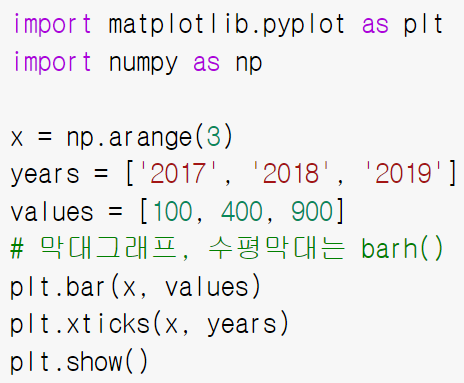 import matplotlib.pyplot as plt
import numpy as np
x = np.arange(3)
years = ['2017', '2018', '2019']
values = [100, 400, 900]
# 막대그래프, 수평막대는 barh()
plt.bar(x, values)
plt.xticks(x, years)
plt.show()